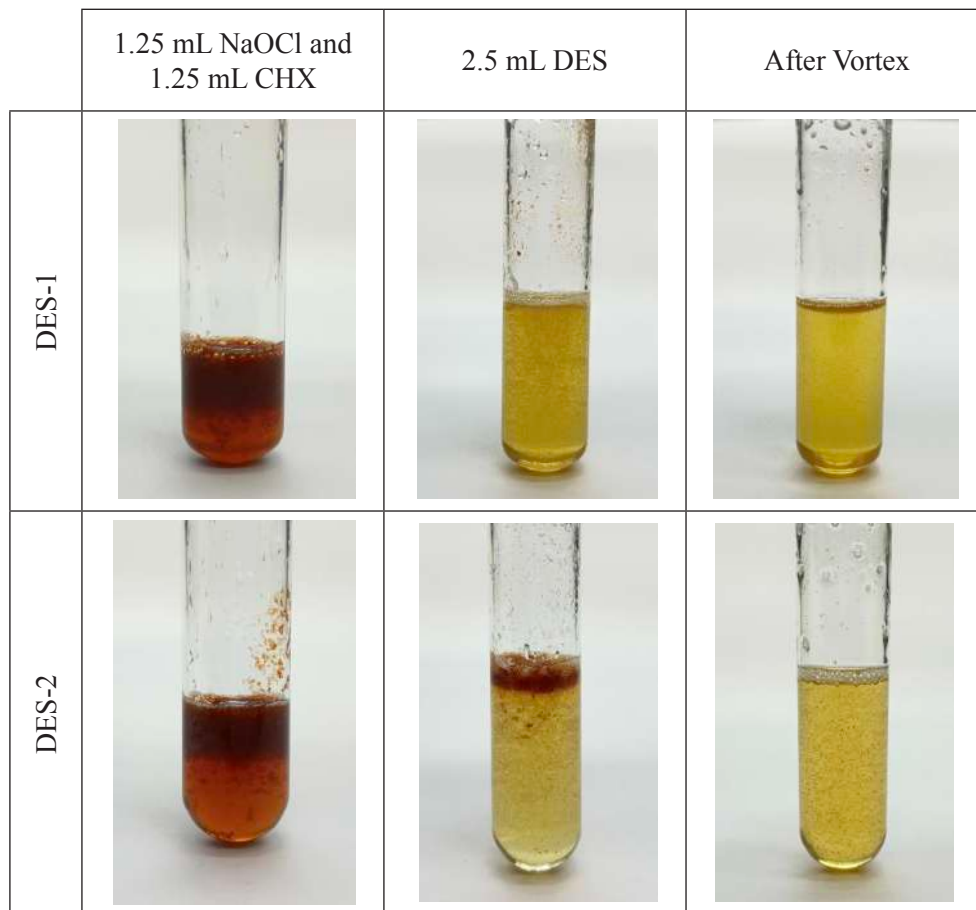 1.25 mL NaOCl and
1.25 mL CHX
2.5 mL DES
After Vortex
DES-1
DES-2